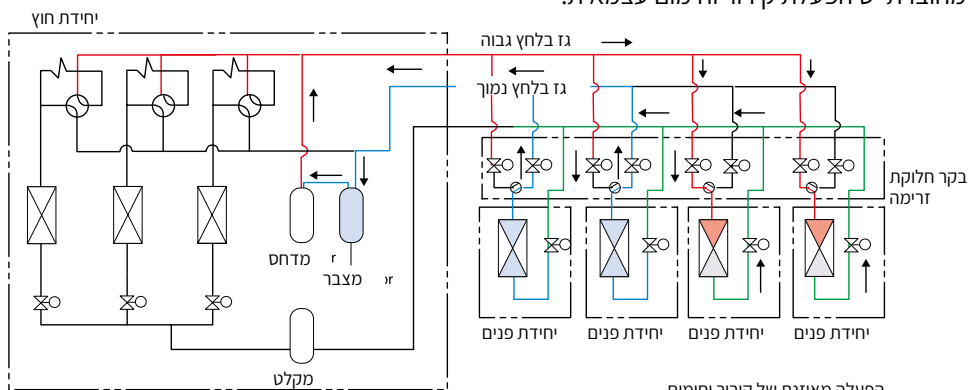 יחידת חוץ
גז בלחץ גבוה
גז בלחץ נמוך
בקר חלוקת
זרימה
מדחס
r
מצבר
or
יחידת פנים
יחידת פנים
יחידת פנים
יחידת פנים
מקלט